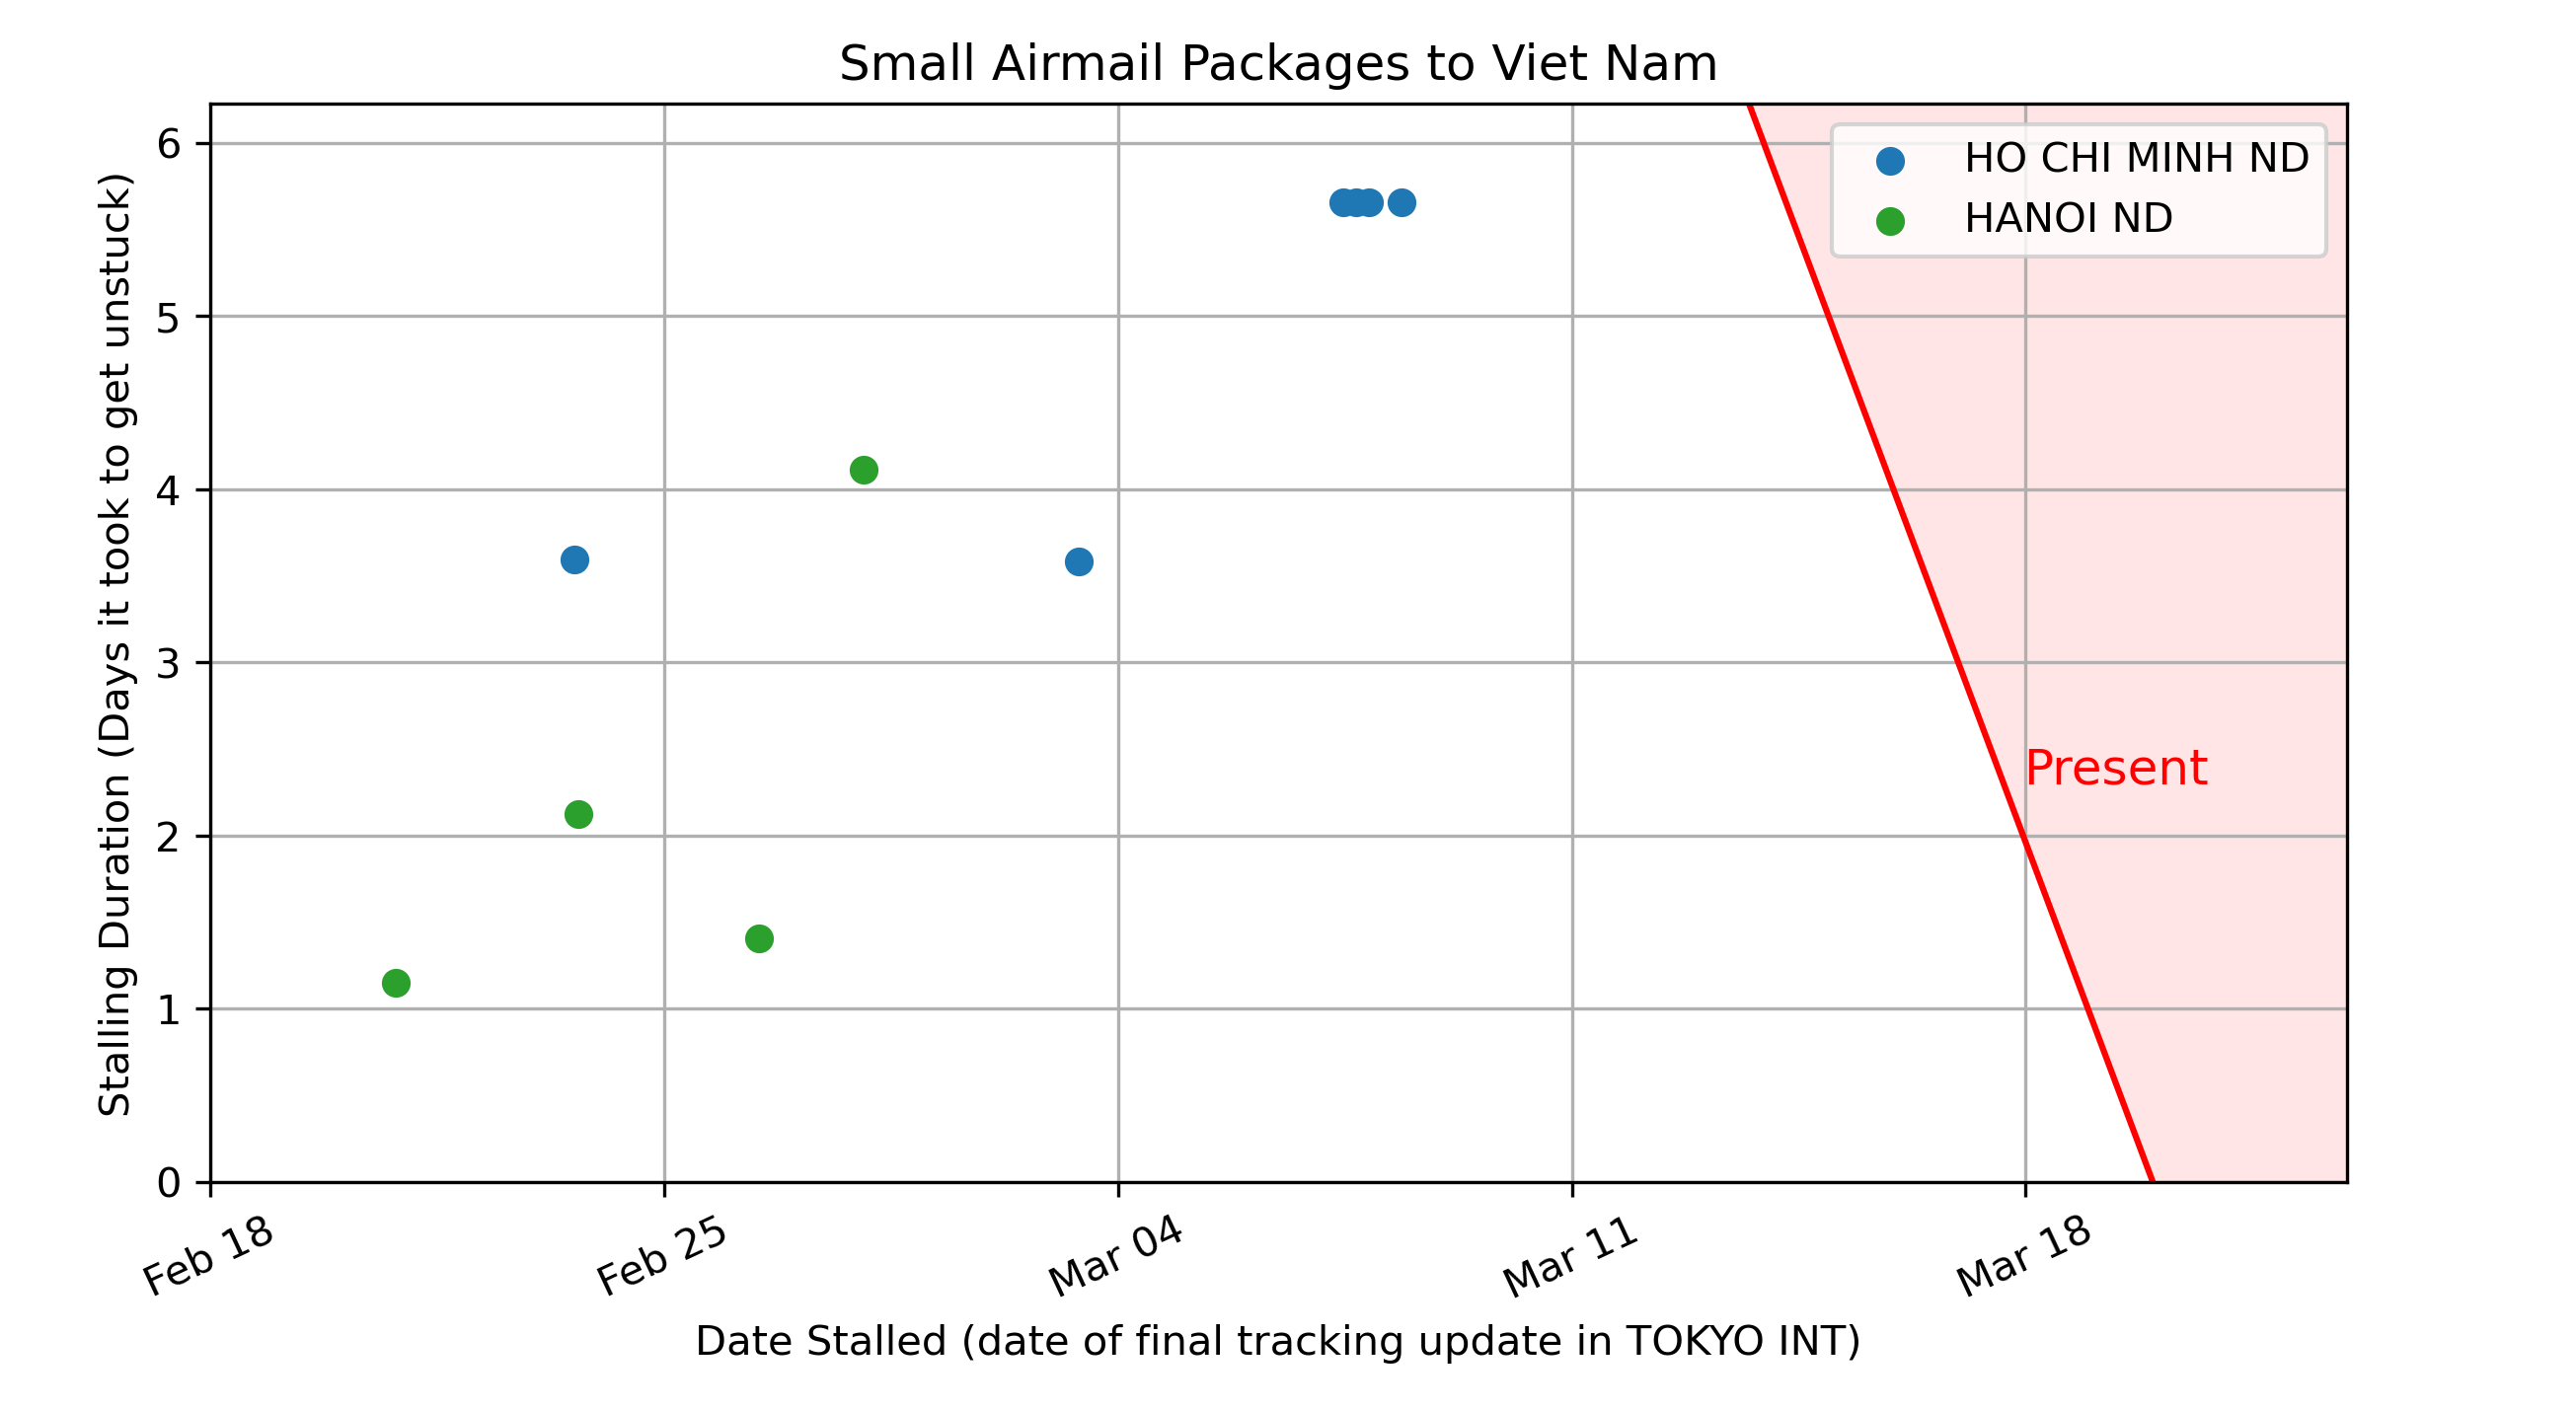 Small Airmail Packages to Viet Nam
Stalling Duration (Days it took to get unstuck)
6
5
4
3
2
1
0
HO CHI MINH ND
HANOI ND
Present
Feb 18
Feb 25
Mar 04
Mar 11
Mar 18
Date Stalled (date of final tracking update in TOKYO INT)